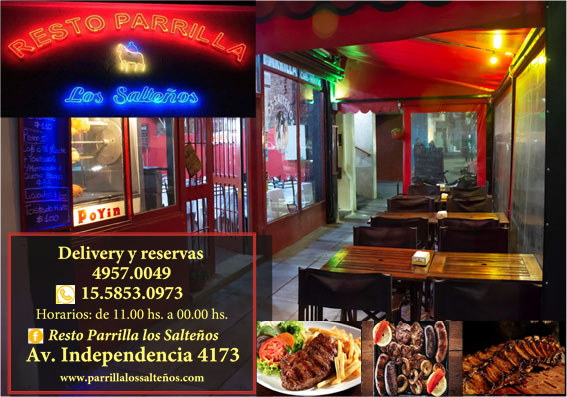 RESTO PARRILLA
Los Salteños
PoYin
Delivery y reservas
4957.0049
15.5853.0973
Horarios: de 11.00 hs. a 00.00 hs.
Resto Parrilla los Salteños
Av. Independencia 4173
www.parrillalossalteños.com